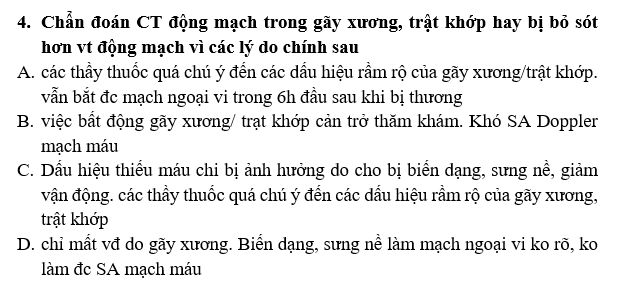 4. Chẩn đoán CT động mạch trong gãy xương, trật khớp hay bị bỏ sót
hơn vt động mạch vì các lý do chính sau
A. các thầy thuốc quá chú ý đến các dấu hiệu rầm rộ của gãy xương/trật khớp.
vẫn bắt đc mạch ngoại vi trong 6h đầu sau khi bị thương
B. việc bất động gãy xương/ trạt khớp cản trở thăm khám. Khó SA Doppler
mạch máu
C. Dấu hiệu thiếu máu chi bị ảnh hưởng do cho bị biến dạng, sưng nề, giảm
vận động. các thầy thuốc quá chú ý đến các dấu hiệu rầm rộ của gãy xương,
trật khớp
D. chi mất vđ do gãy xương. Biến dạng, sưng nề làm mạch ngoại vi ko rõ, ko
làm đc SA mạch máu